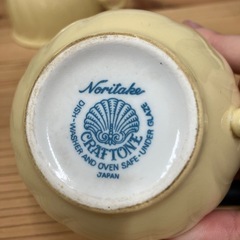 Noritake
CRAFTONE
DISH-WASHER AND OVEN SAFE-UNDER GLAZE
JAPAN